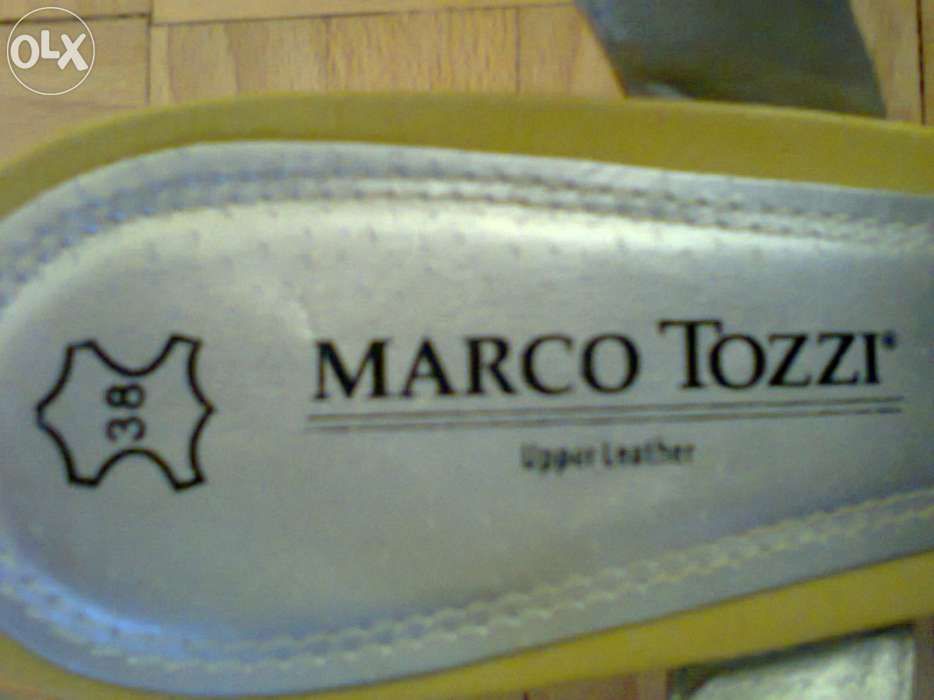 OLX
38
MARCO TOZZI®
Upper Leather